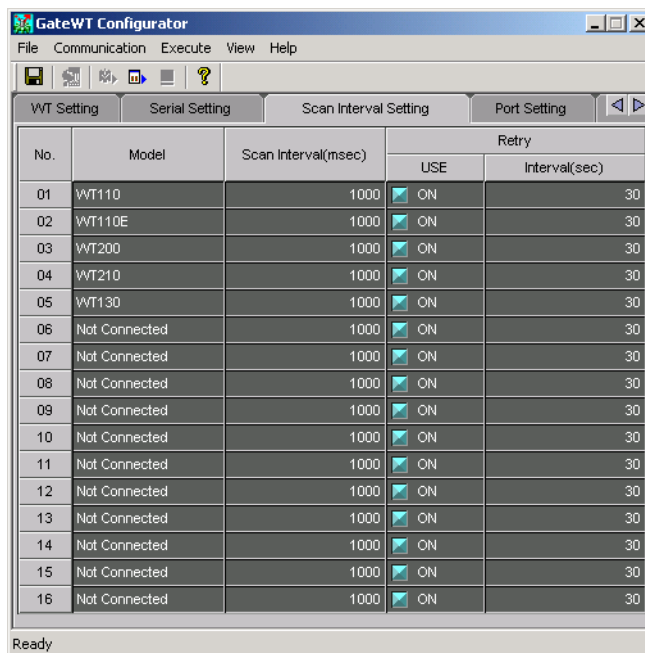 GateWT Configurator
File Communication Execute View Help
WT Setting Serial Setting Scan Interval Setting Port Setting
No. Model Scan Interval(msec) Retry
USE Interval(sec)
01 WT110 1000 ON 30
02 WT110E 1000 ON 30
03 WT200 1000 ON 30
04 WT210 1000 ON 30
05 WT130 1000 ON 30
06 Not Connected 1000 ON 30
07 Not Connected 1000 ON 30
08 Not Connected 1000 ON 30
09 Not Connected 1000 ON 30
10 Not Connected 1000 ON 30
11 Not Connected 1000 ON 30
12 Not Connected 1000 ON 30
13 Not Connected 1000 ON 30
14 Not Connected 1000 ON 30
15 Not Connected 1000 ON 30
16 Not Connected 1000 ON 30
Ready